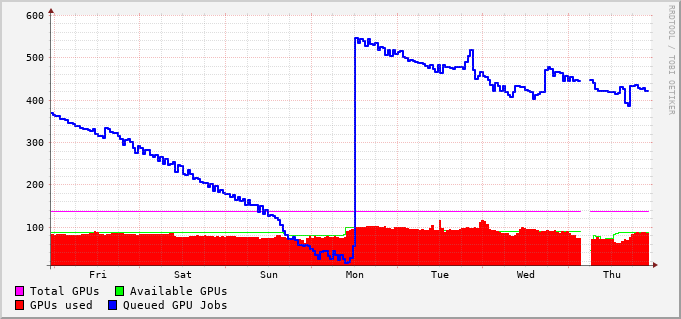 600
500
400
300
200
100
Fri Sat Sun Mon Tue Wed Thu
Total GPUs Available GPUs
GPUs used Queued GPU Jobs
RRDTOOL / TOBI OETIKER